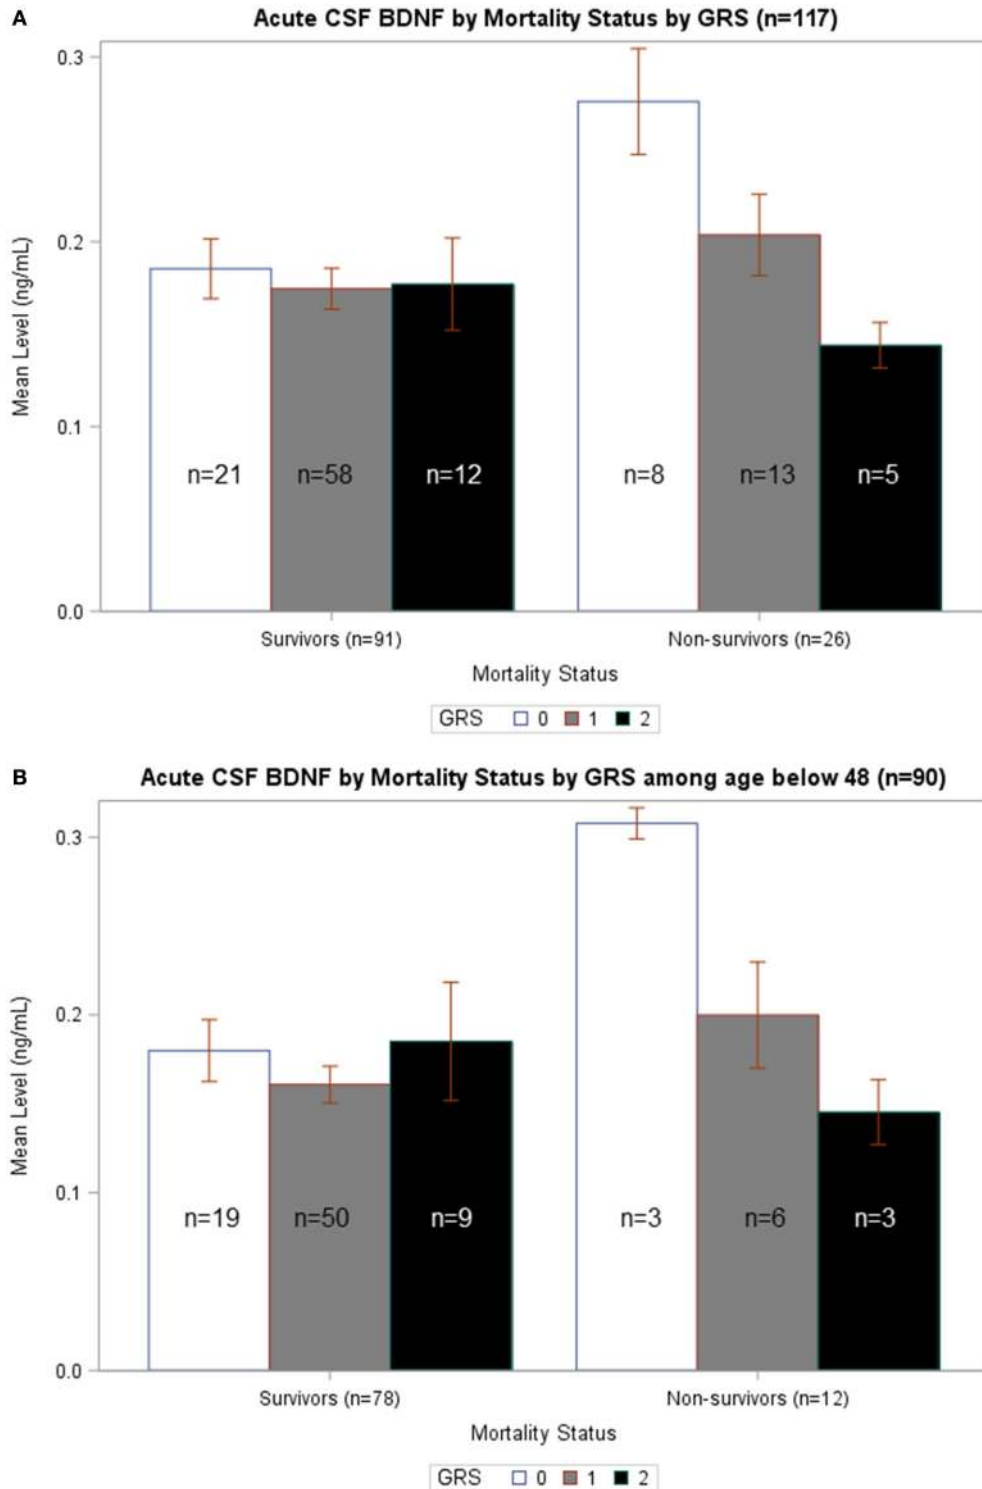 A
Acute CSF BDNF by Mortality Status by GRS (n=117)
Mean Level (ng/mL)
0.3
0.2
0.1
0.0
n=21
n=58
n=12
n=8
n=13
n=5
Survivors (n=91)
Non-survivors (n=26)
Mortality Status
GRS 0 1 2
B
Acute CSF BDNF by Mortality Status by GRS among age below 48 (n=90)
Mean Level (ng/mL)
0.3
0.2
0.1
0.0
n=19
n=50
n=9
n=3
n=6
n=3
Survivors (n=78)
Non-survivors (n=12)
Mortality Status
GRS 0 1 2